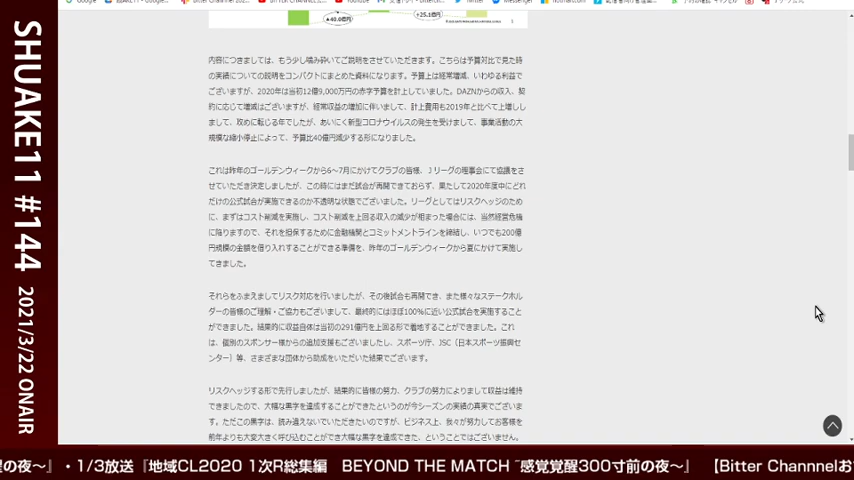 Twitter
Messenger
▲40.0億円
+25.1億円
内容につきましては、もう少し噛み砕いてご説明をさせていただきます。こちらは予算対比で見た時
の実績についての説明をコンパクトにまとめた資料になります。予算上は経常増減、いわゆる利益で
ございますが、2020年は当初12億9,000万円の赤字予算を計上していました。DAZNからの収入、契
約に応じて増減はございますが、経常収益の増加に伴いまして、計上費用も2019年と比べて上増しし
まして、攻めに転じる年でしたが、あいにく新型コロナウイルスの発生を受けまして、事業活動の大
規模な縮小停止によって、予算比40億円減少する形になりました。
これは昨年のゴールデンウィークから6～7月にかけてクラブの皆様、Jリーグの理事会にて協議をさ
せていただき決定しましたが、この時にはまだ試合が再開できておらず、果たして2020年度中にどれ
だけの公式試合が実施できるのか不透明な状態でございました。リーグとしてはリスクヘッジのため
に、まずはコスト削減を実施し、コスト削減を上回る収入の減少が相まった場合には、当然経営危機
に陥りますので、それを担保するために金融機関とコミットメントラインを締結し、いつでも200億
円規模の金額を借り入れすることができる準備を、昨年のゴールデンウィークから夏にかけて実施し
てきました。
それらをふまえましてリスク対応を行いましたが、その後試合も再開でき、また様々なステークホル
ダーの皆様のご理解・ご協力もございまして、最終的にはほぼ100%に近い公式試合を実施すること
ができました。結果的に収益自体は当初の291億円を上回る形で着地することができました。これ
は、個別のスポンサー様からの追加支援もございましたし、スポーツ庁、JSC（日本スポーツ振興セ
ンター）等、さまざまな団体から助成をいただいた結果でございます。
リスクヘッジする形で先行しましたが、結果的に皆様の努力、クラブの努力によりまして収益は維持
できましたので、大幅な黒字を達成することができたというのが今シーズンの実績の真実でございま
す。ただこの黒字は、読み違えないでいただきたいのですが、ビジネス上、我々が努力してお客様を
前年よりも大変大きく呼び込むことができ大幅な黒字を達成できた、ということではございません。
SHUAKE11 #144 2021/3/22 ONAIR
の夜～』・1/3放送『地域CL2020 1次R総集編　BEYOND THE MATCH ~感覚覚醒300寸前の夜～』　【Bitter Channnelお